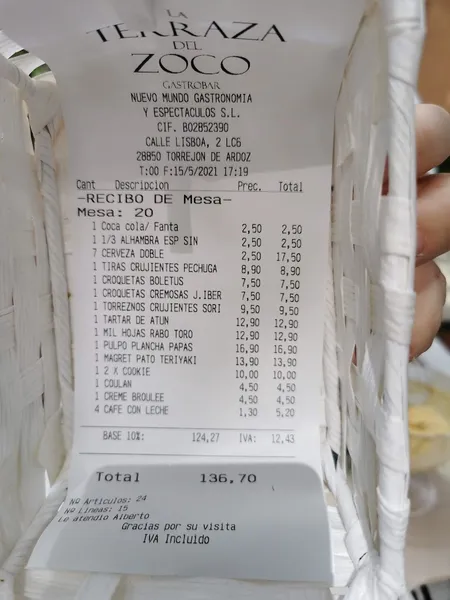 LA
TERRAZA
DEL
ZOCO
GASTROBAR
NUEVO MUNDO GASTRONOMIA
Y ESPECTACULOS S.L.
CIF. B02852390
CALLE LISBOA, 2 LC6
28850 TORREJON DE ARDOZ
T:00 F:15/5/2021 17:19
Cant Descripcion Prec. Total
-RECIBO DE Mesa-
Mesa: 20
1 Coca cola/ Fanta 2,50 2,50
1 1/3 ALHAMBRA ESP SIN 2,50 2,50
7 CERVEZA DOBLE 2,50 17,50
1 TIRAS CRUJIENTES PECHUGA 8,90 8,90
1 CROQUETAS BOLETUS 7,50 7,50
1 CROQUETAS CREMOSAS J.IBER 7,50 7,50
1 TORREZNOS CRUJIENTES SORI 9,50 9,50
1 TARTAR DE ATUN 12,90 12,90
1 MIL HOJAS RABO TORO 12,90 12,90
1 PULPO PLANCHA PAPAS 16,90 16,90
1 MAGRET PATO TERIYAKI 13,90 13,90
1 2 X COOKIE 10,00 10,00
1 COULAN 4,50 4,50
1 CREME BROULEE 4,50 4,50
4 CAFE CON LECHE 1,30 5,20
BASE 10%: 124,27 IVA: 12,43
Total 136,70
Nº Articulos: 24
Nº Lineas: 15
Le atendio Alberto
Gracias por su visita
IVA Incluido